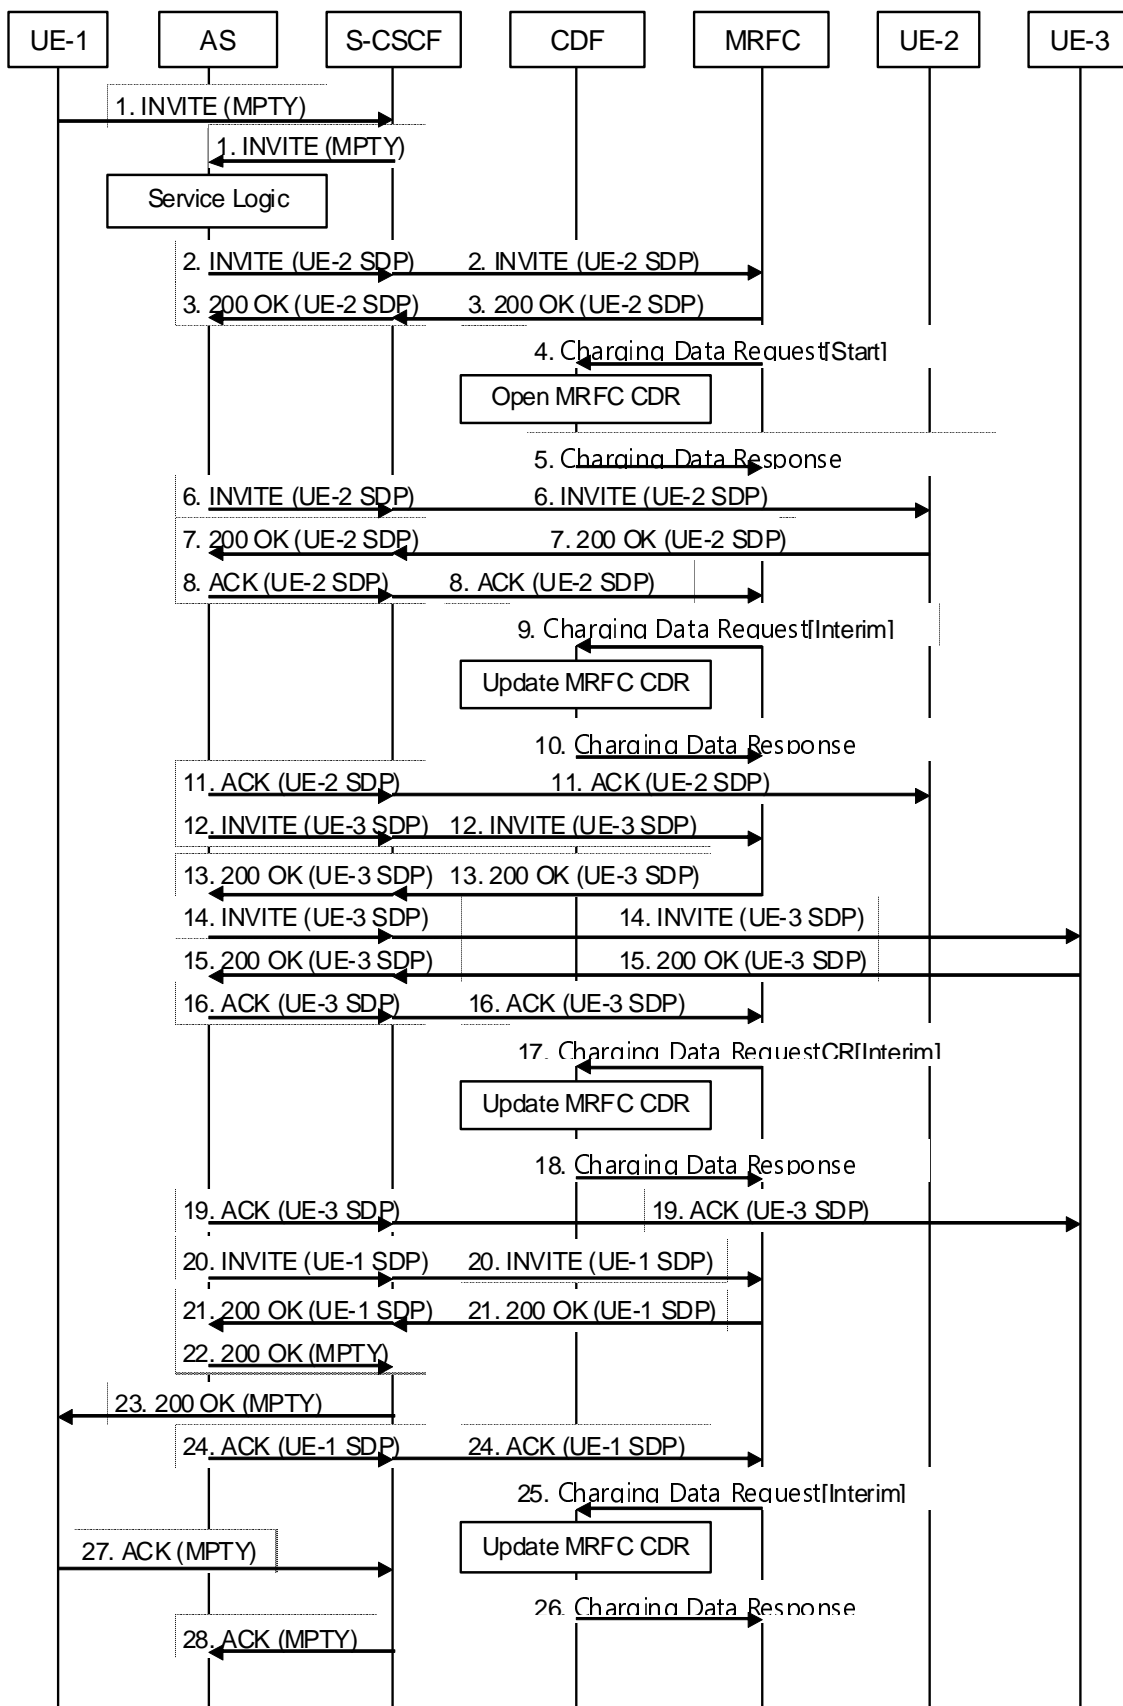 UE-1 AS S-CSCF CDF MRFC UE-2 UE-3
1. INVITE (MPTY)
1. INVITE (MPTY)
Service Logic
2. INVITE (UE-2 SDP) 2. INVITE (UE-2 SDP)
3. 200 OK (UE-2 SDP) 3. 200 OK (UE-2 SDP)
4. Charging Data Request[Start]
Open MRFC CDR
5. Charging Data Response
6. INVITE (UE-2 SDP) 6. INVITE (UE-2 SDP)
7. 200 OK (UE-2 SDP) 7. 200 OK (UE-2 SDP)
8. ACK (UE-2 SDP) 8. ACK (UE-2 SDP)
9. Charging Data Request[Interim]
Update MRFC CDR
10. Charging Data Response
11. ACK (UE-2 SDP) 11. ACK (UE-2 SDP)
12. INVITE (UE-3 SDP) 12. INVITE (UE-3 SDP)
13. 200 OK (UE-3 SDP) 13. 200 OK (UE-3 SDP)
14. INVITE (UE-3 SDP) 14. INVITE (UE-3 SDP)
15. 200 OK (UE-3 SDP) 15. 200 OK (UE-3 SDP)
16. ACK (UE-3 SDP) 16. ACK (UE-3 SDP)
17. Charging Data RequestCR[Interim]
Update MRFC CDR
18. Charging Data Response
19. ACK (UE-3 SDP) 19. ACK (UE-3 SDP)
20. INVITE (UE-1 SDP) 20. INVITE (UE-1 SDP)
21. 200 OK (UE-1 SDP) 21. 200 OK (UE-1 SDP)
22. 200 OK (MPTY)
23. 200 OK (MPTY)
24. ACK (UE-1 SDP) 24. ACK (UE-1 SDP)
25. Charging Data Request[Interim]
Update MRFC CDR
27. ACK (MPTY)
26. Charging Data Response
28. ACK (MPTY)